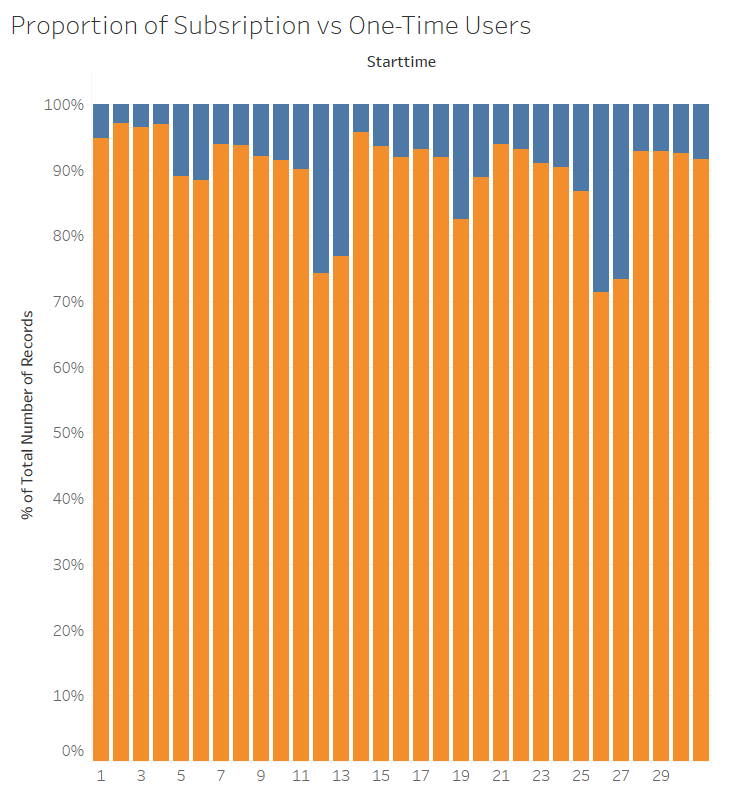 Proportion of Subsription vs One-Time Users
Starttime
% of Total Number of Records
100%
90%
80%
70%
60%
50%
40%
30%
20%
10%
0%
1 3 5 7 9 11 13 15 17 19 21 23 25 27 29